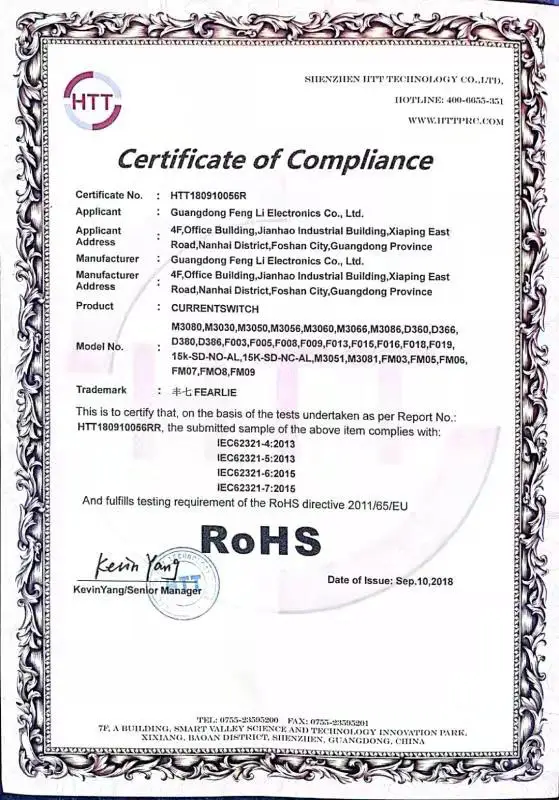 HTT
SHENZHEN HTT TECHNOLOGY CO.,LTD,
HOTLINE: 400-6655-351
WWW.HTTPRC.COM
Certificate of Compliance
Certificate No. : HTT180910056R
Applicant : Guangdong Feng Li Electronics Co., Ltd.
Applicant Address : 4F,Office Building,Jianhao Industrial Building,Xiaping East
Road,Nanhai District,Foshan City,Guangdong Province
Manufacturer : Guangdong Feng Li Electronics Co., Ltd.
Manufacturer Address : 4F,Office Building,Jianhao Industrial Building,Xiaping East
Road,Nanhai District,Foshan City,Guangdong Province
Product : CURRENTSWITCH
Model No. : M3080,M3030,M3050,M3056,M3060,M3066,M3086,D360,D366,
D380,D386,F003,F005,F008,F009,F013,F015,F016,F018,F019,
15k-SD-NO-AL,15K-SD-NC-AL,M3051,M3081,FM03,FM05,FM06,
FM07,FMO8,FM09
Trademark : 丰七 FEARLIE
This is to certify that, on the basis of the tests undertaken as per Report No.:
HTT180910056RR, the submitted sample of the above item complies with:
IEC62321-4:2013
IEC62321-5:2013
IEC62321-6:2015
IEC62321-7:2015
And fulfills testing requirement of the RoHS directive 2011/65/EU
RoHS
Kevin Yang
HTT
KevinYang/Senior Manager
Date of Issue: Sep.10,2018
TEL: 0755-23595200 FAX: 0755-23595201
7F, A BUILDING, SMART VALLEY SCIENCE AND TECHNOLOGY INNOVATION PARK,
XIXIANG, BAOAN DISTRICT, SHENZHEN, GUANGDONG, CHINA